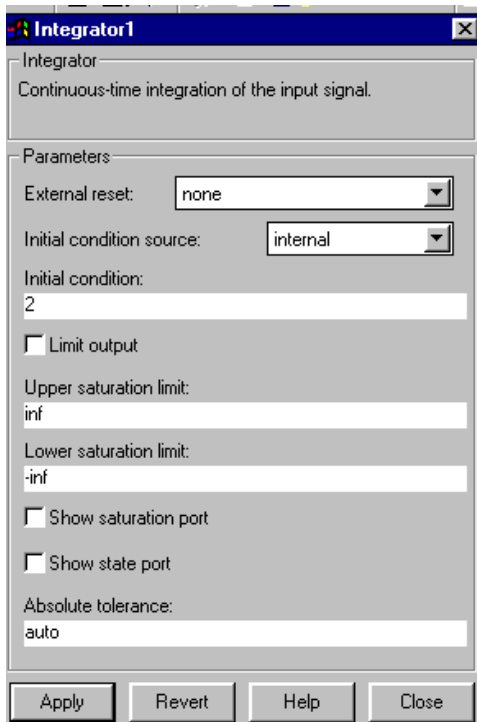 Integrator1
Integrator
Continuous-time integration of the input signal.
Parameters
External reset: none
Initial condition source: internal
Initial condition:
2
Limit output
Upper saturation limit:
inf
Lower saturation limit:
-inf
Show saturation port
Show state port
Absolute tolerance:
auto
Apply Revert Help Close